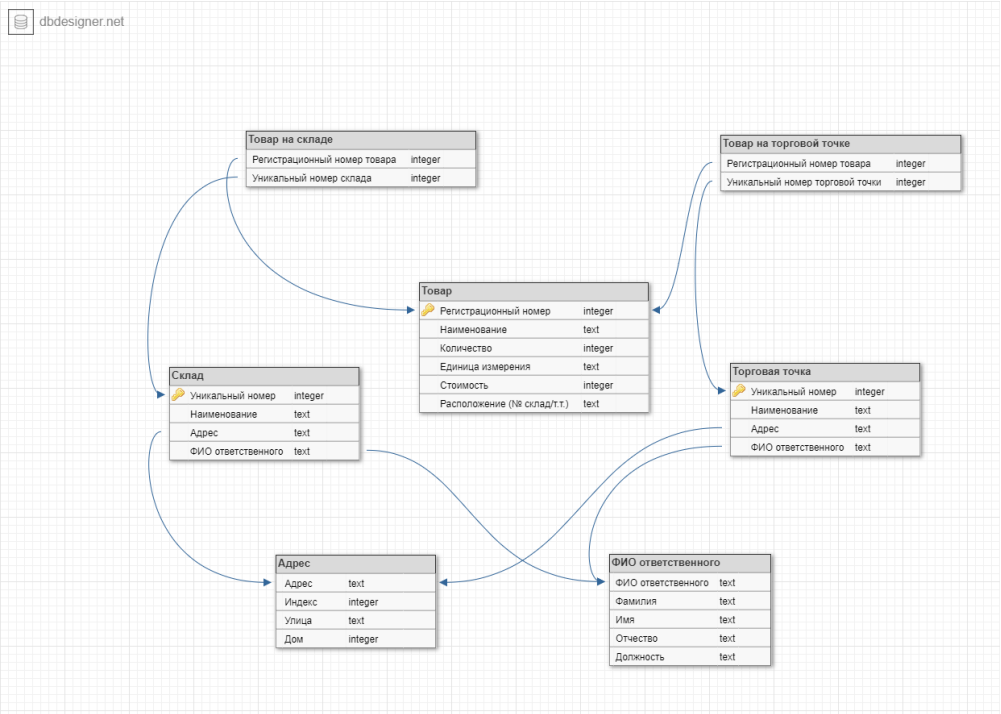 dbdesigner.net
Товар на складе
Регистрационный номер товара integer
Уникальный номер склада integer
Товар на торговой точке
Регистрационный номер товара integer
Уникальный номер торговой точки integer
Товар
Регистрационный номер integer
Наименование text
Количество integer
Единица измерения text
Стоимость integer
Расположение (№ склад/т.т.) text
Склад
Уникальный номер integer
Наименование text
Адрес text
ФИО ответственного text
Торговая точка
Уникальный номер integer
Наименование text
Адрес text
ФИО ответственного text
Адрес
Адрес text
Индекс integer
Улица text
Дом integer
ФИО ответственного
ФИО ответственного text
Фамилия text
Имя text
Отчество text
Должность text